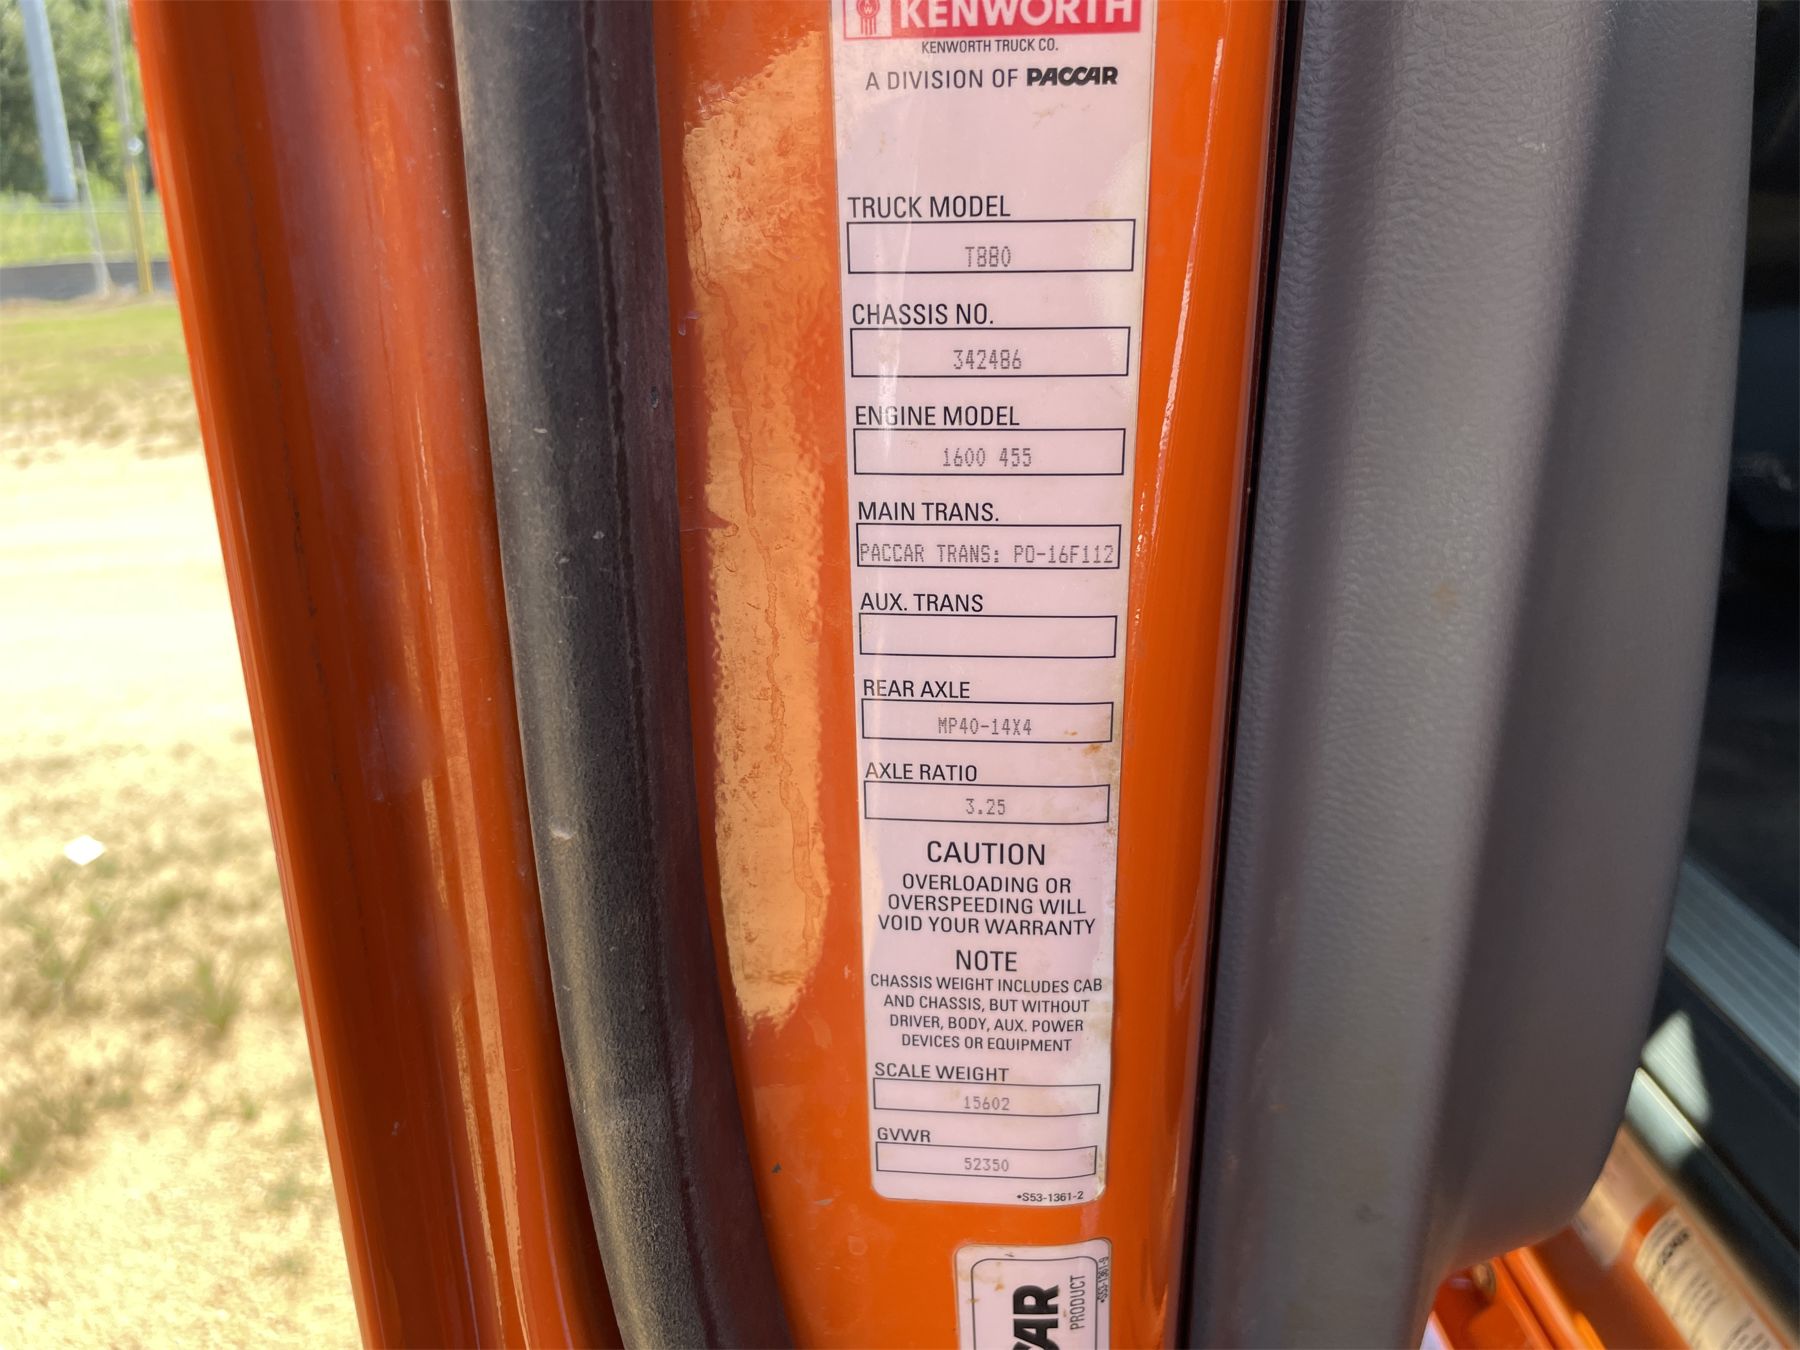 KENWORTH
KENWORTH TRUCK CO.
A DIVISION OF PACCAR
TRUCK MODEL
T880
CHASSIS NO.
342486
ENGINE MODEL
1600 455
MAIN TRANS.
PACCAR TRANS: PO-16F112
AUX. TRANS
REAR AXLE
MP40-14X4
AXLE RATIO
3.25
CAUTION
OVERLOADING OR
OVERSPEEDING WILL
VOID YOUR WARRANTY
NOTE
CHASSIS WEIGHT INCLUDES CAB
AND CHASSIS, BUT WITHOUT
DRIVER, BODY, AUX. POWER
DEVICES OR EQUIPMENT
SCALE WEIGHT
15602
GVWR
52350
•S53-1361-2
CAR
PRODUCT